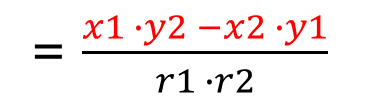 = x1 ·y2 −x2 ·y1
r1 ·r2